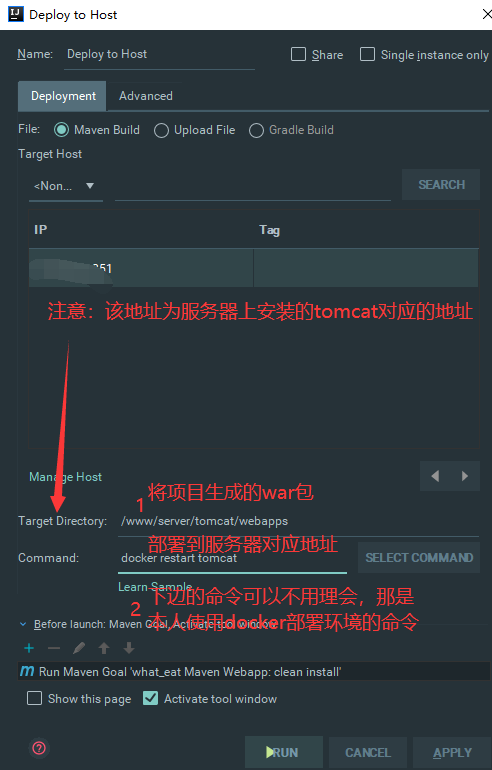 Deploy to Host
Name: Deploy to Host Share Single instance only
Deployment Advanced
File: Maven Build Upload File Gradle Build
Target Host
<Non... SEARCH
IP Tag
351
注意：该地址为服务器上安装的tomcat对应的地址
Manage Host
1 将项目生成的war包
Target Directory: /www/server/tomcat/webapps
部署到服务器对应地址
Command: docker restart tomcat SELECT COMMAND
Learn Sample
2 下边的命令可以不用理会，那是
Before launch: Maven Goal, Activate tool window
本人使用docker部署环境的命令
Run Maven Goal 'what_eat Maven Webapp: clean install'
Show this page Activate tool window
RUN CANCEL APPLY